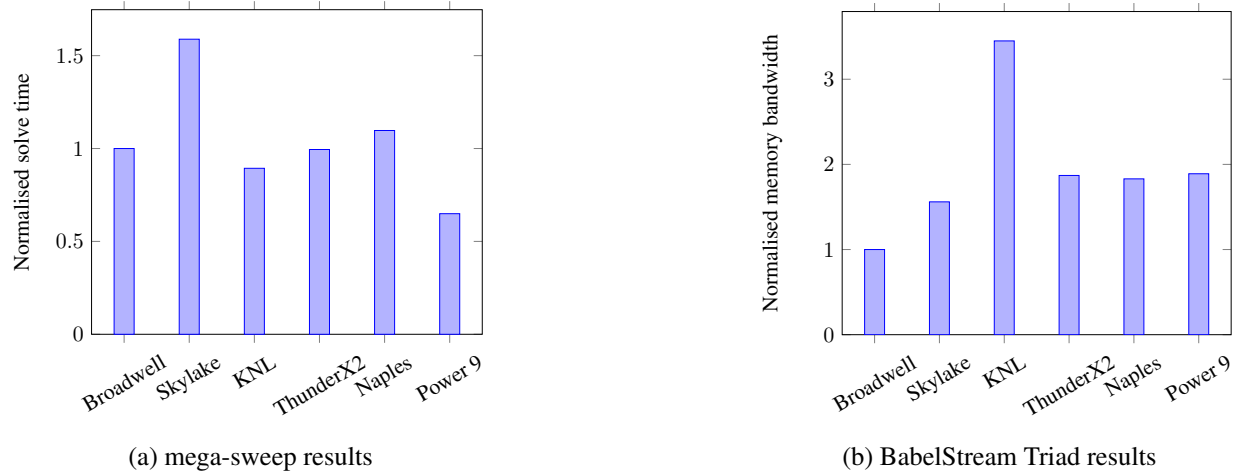 Normalised solve time
1.5
1
0.5
0
Broadwell
Skylake
KNL
ThunderX2
Naples
Power 9
(a) mega-sweep results
Normalised memory bandwidth
3
2
1
0
Broadwell
Skylake
KNL
ThunderX2
Naples
Power 9
(b) BabelStream Triad results